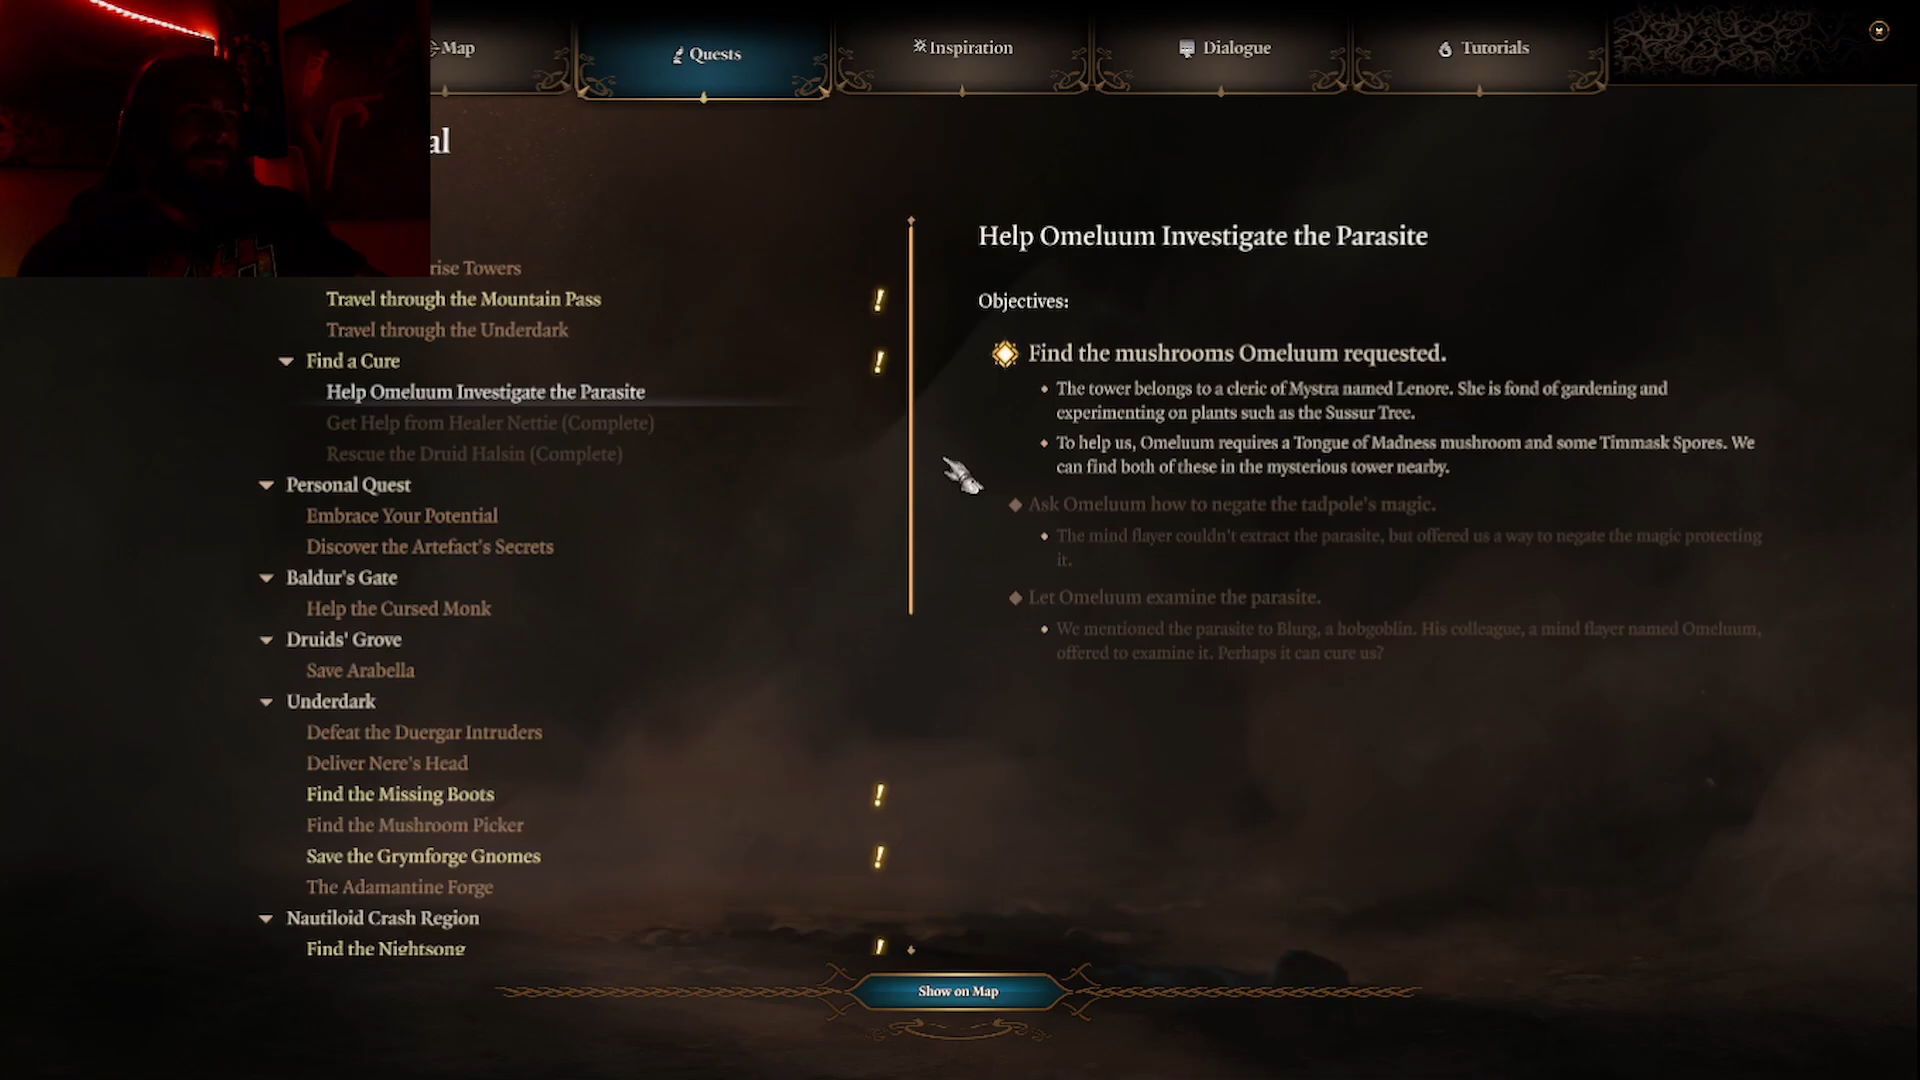 Map
Quests
Inspiration
Dialogue
Tutorials
al
rise Towers
Travel through the Mountain Pass
Travel through the Underdark
Find a Cure
Help Omeluum Investigate the Parasite
Get Help from Healer Nettie (Complete)
Rescue the Druid Halsin (Complete)
Personal Quest
Embrace Your Potential
Discover the Artefact's Secrets
Baldur's Gate
Help the Cursed Monk
Druids' Grove
Save Arabella
Underdark
Defeat the Duergar Intruders
Deliver Nere's Head
Find the Missing Boots
Find the Mushroom Picker
Save the Grymforge Gnomes
The Adamantine Forge
Nautiloid Crash Region
Find the Nightsong
Help Omeluum Investigate the Parasite
Objectives:
Find the mushrooms Omeluum requested.
The tower belongs to a cleric of Mystra named Lenore. She is fond of gardening and
experimenting on plants such as the Sussur Tree.
To help us, Omeluum requires a Tongue of Madness mushroom and some Timmask Spores. We
can find both of these in the mysterious tower nearby.
Ask Omeluum how to negate the tadpole's magic.
The mind flayer couldn't extract the parasite, but offered us a way to negate the magic protecting
it.
Let Omeluum examine the parasite.
We mentioned the parasite to Blurg, a hobgoblin. His colleague, a mind flayer named Omeluum,
offered to examine it. Perhaps it can cure us?
Show on Map